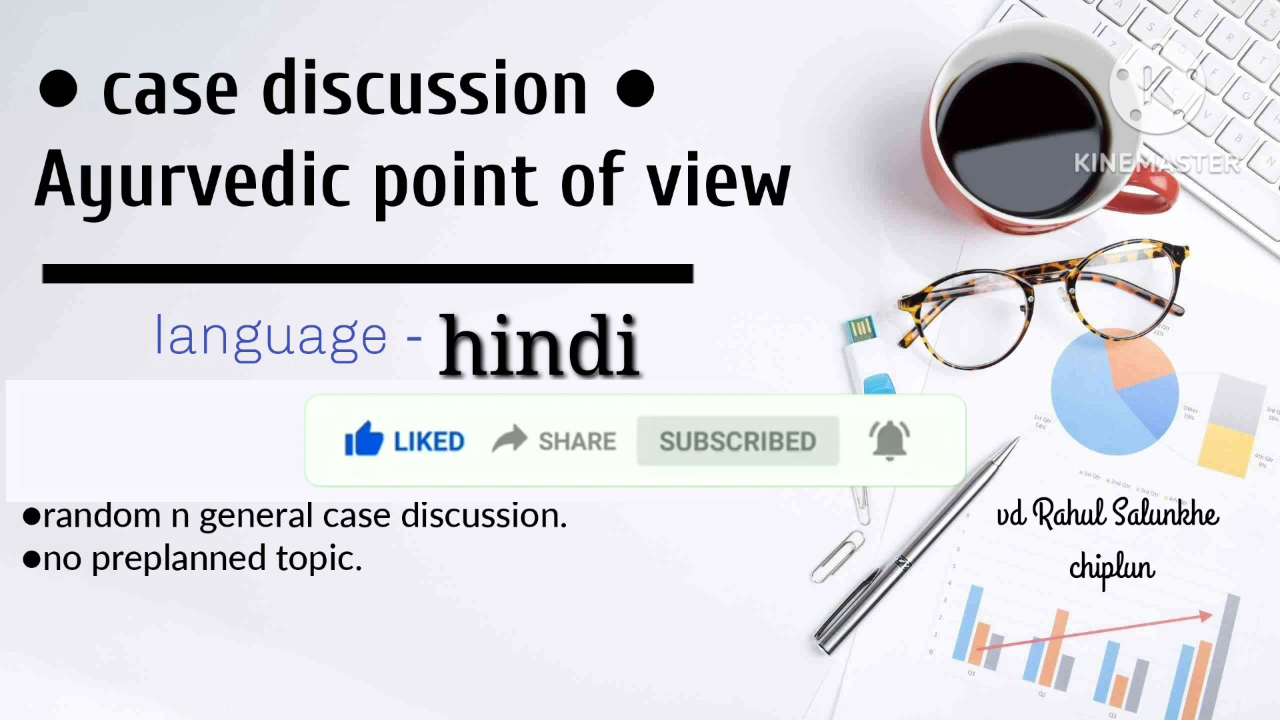 ● case discussion ●
Ayurvedic point of view
KINEMASTER
language - hindi
LIKED SHARE SUBSCRIBED
●random n general case discussion.
●no preplanned topic.
vd Rahul Salunkhe
chiplun